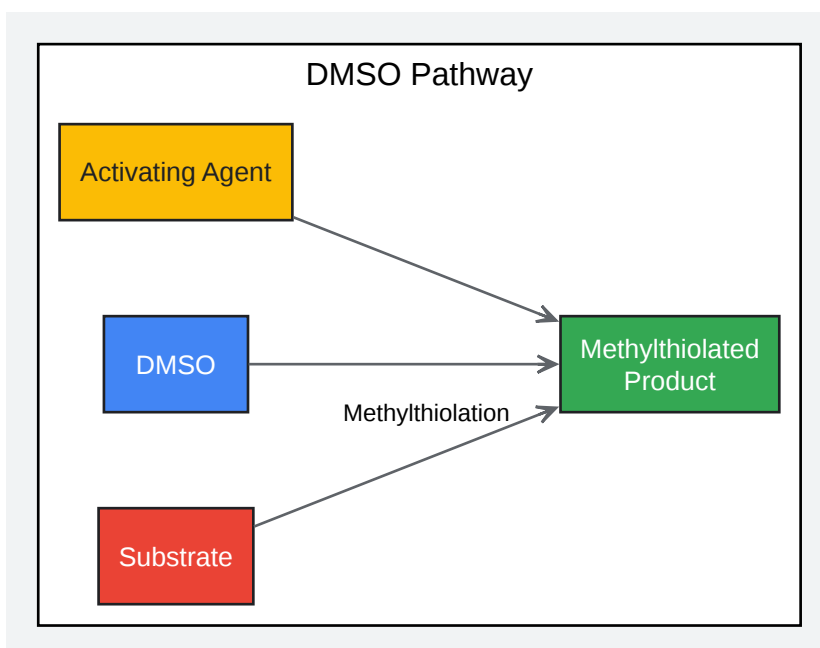 DMSO Pathway
Activating Agent
DMSO
Methylthiolated
Product
Methylthiolation
Substrate